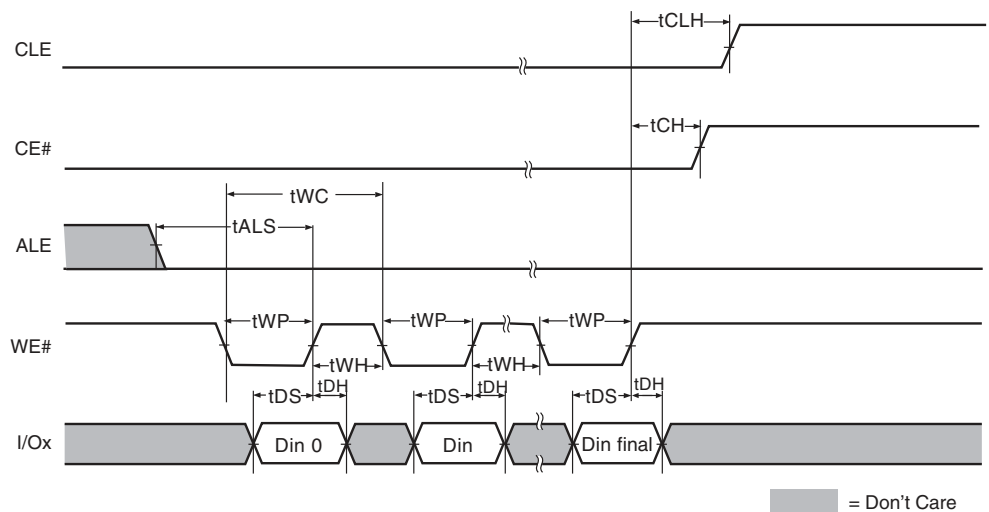 tCLH
CLE
tCH
CE#
tWC
tALS
ALE
tWP tWP tWP
WE#
tWH tWH
tDS tDH tDS tDH tDS tDH
I/Ox Din 0 Din Din final
= Don't Care